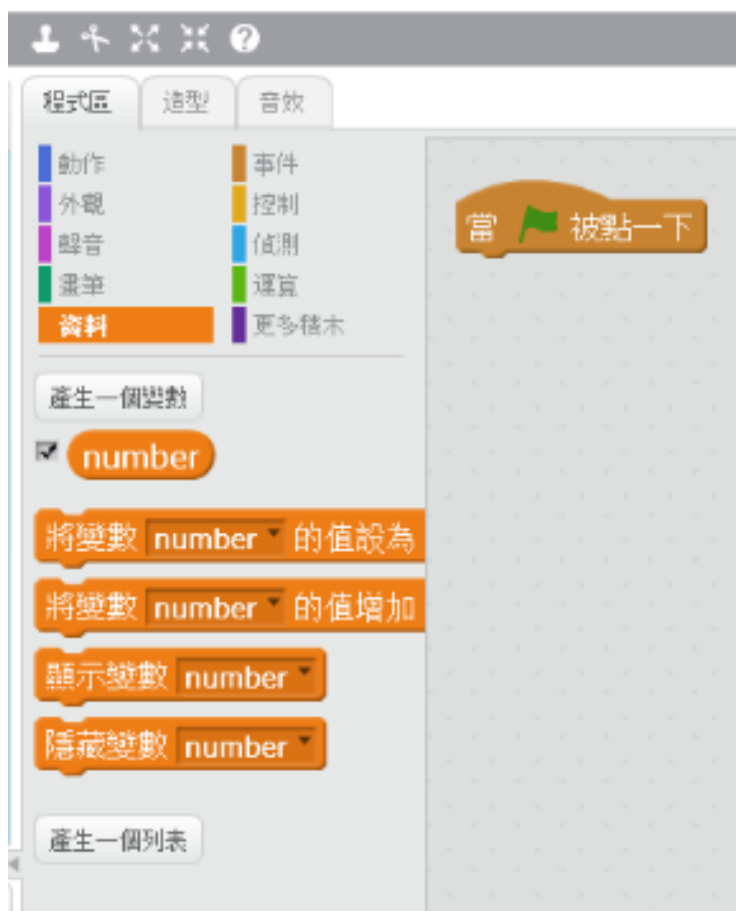 程式區 造型 音效
動作 事件
外觀 控制
聲音 偵測
畫筆 運算
資料 更多積木
當 被點一下
產生一個變數
number
將變數 number 的值設為
將變數 number 的值增加
顯示變數 number
隱藏變數 number
產生一個列表